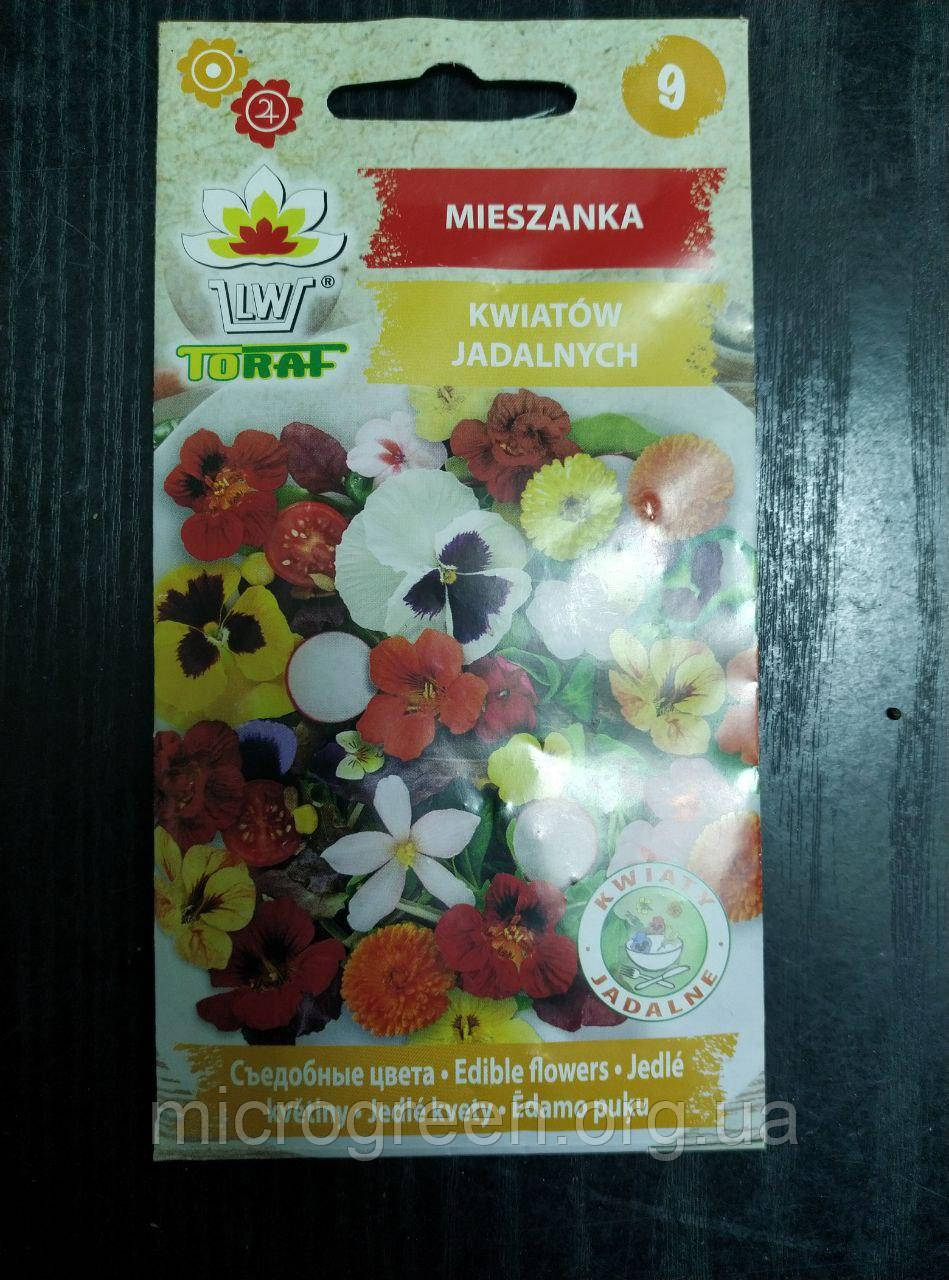 9
MIESZANKA
LW®
TORAF
KWIATÓW
JADALNYCH
KWIATY
JADALNE
Съедобные цвета • Edible flowers • Jedlé
květiny • Jedlé kvety • Ēdamo puķu
microgreen.org.ua